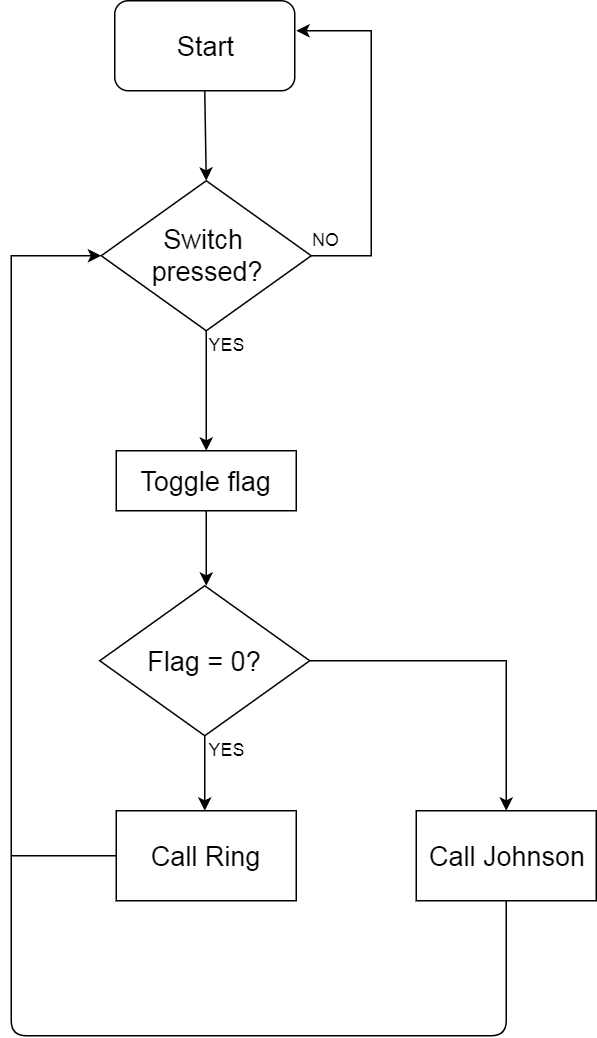 Start
Switch
pressed?
NO
YES
Toggle flag
Flag = 0?
YES
Call Ring
Call Johnson